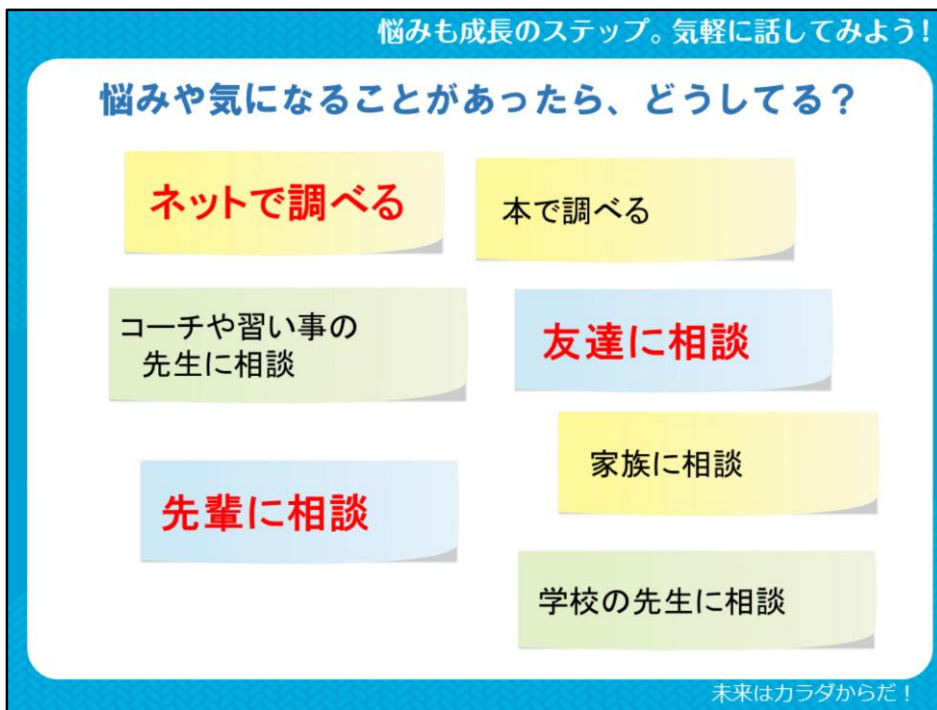 悩みも成長のステップ。気軽に話してみよう！
悩みや気になることがあったら、どうしてる？
ネットで調べる
本で調べる
コーチや習い事の
先生に相談
友達に相談
家族に相談
先輩に相談
学校の先生に相談
未来はカラダからだ！